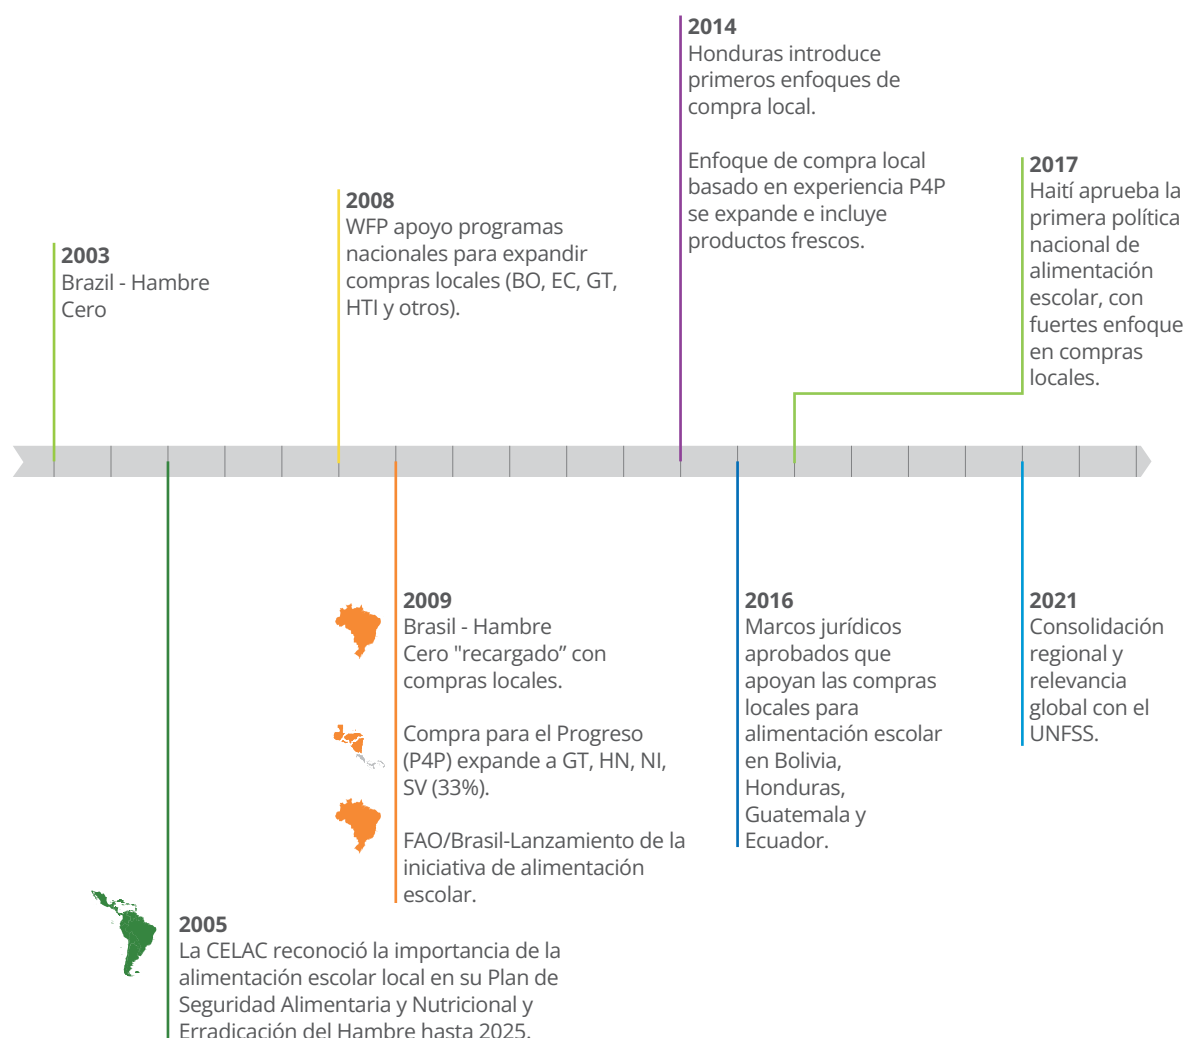 2014
Honduras introduce
primeros enfoques de
compra local.
Enfoque de compra local
basado en experiencia P4P
se expande e incluye
productos frescos.
2017
Haití aprueba la
primera política
nacional de
alimentación
escolar, con
fuertes enfoque
en compras
locales.
2008
WFP apoyo programas
nacionales para expandir
compras locales (BO, EC, GT,
HTI y otros).
2003
Brazil - Hambre
Cero
2009
Brasil - Hambre
Cero "recargado” con
compras locales.
Compra para el Progreso
(P4P) expande a GT, HN, NI,
SV (33%).
FAO/Brasil-Lanzamiento de la
iniciativa de alimentación
escolar.
2016
Marcos jurídicos
aprobados que
apoyan las compras
locales para
alimentación escolar
en Bolivia,
Honduras,
Guatemala y
Ecuador.
2021
Consolidación
regional y
relevancia
global con el
UNFSS.
2005
La CELAC reconoció la importancia de la
alimentación escolar local en su Plan de
Seguridad Alimentaria y Nutricional y
Erradicación del Hambre hasta 2025.